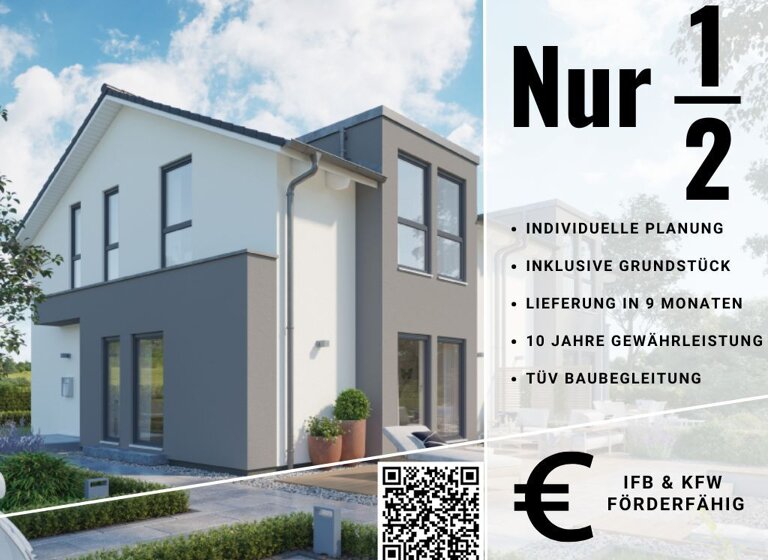 Nur 1/2
INDIVIDUELLE PLANUNG
INKLUSIVE GRUNDSTÜCK
LIEFERUNG IN 9 MONATEN
10 JAHRE GEWÄHRLEISTUNG
TÜV BAUBEGLEITUNG
€
IFB & KFW
FÖRDERFÄHIG